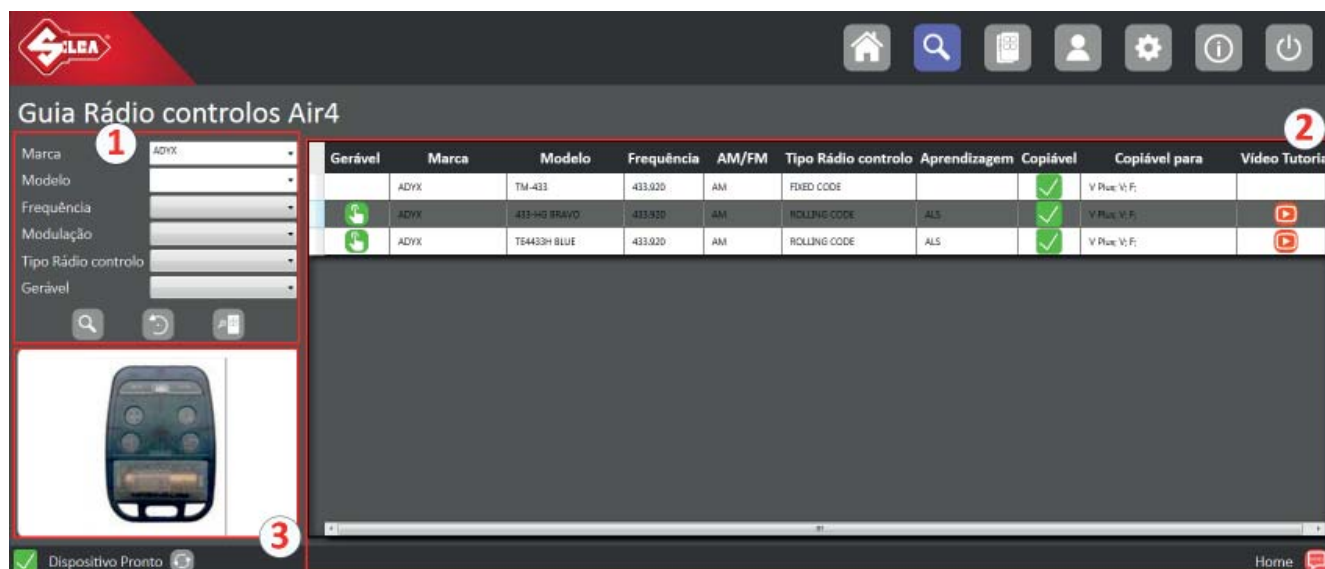 SILCA
Guia Rádio controlos Air4
1
2
Marca ADYX
Modelo
Frequência
Modulação
Tipo Rádio controlo
Gerável
Gerável Marca Modelo Frequência AM/FM Tipo Rádio controlo Aprendizagem Copiável Copiável para Vídeo Tutoria
ADYX TM-433 433.920 AM FIXED CODE V Plus; V; F;
ADYX 433-HG BRAVO 433.920 AM ROLLING CODE ALS V Plus; V; F;
ADYX TE4433H BLUE 433.920 AM ROLLING CODE ALS V Plus; V; F;
3
Dispositivo Pronto
Home